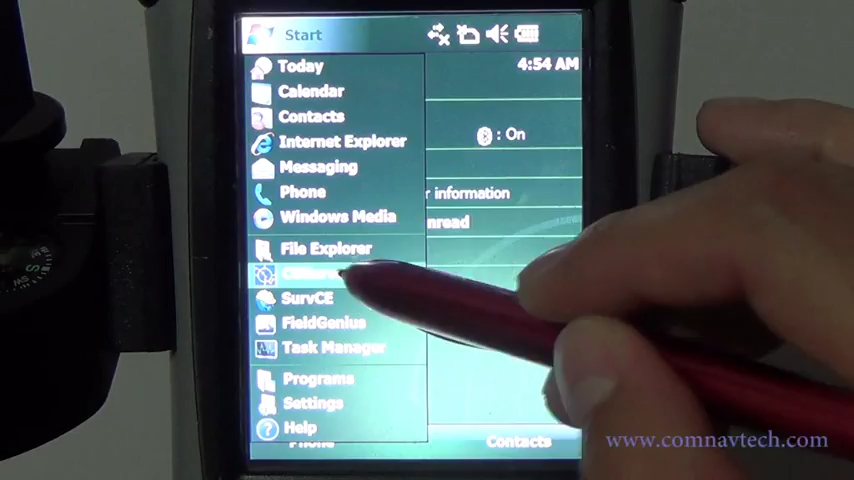 Start
Today
4:54 AM
Calendar
Contacts
: On
Internet Explorer
Messaging
Phone
r information
Windows Media
nread
File Explorer
SurvCE
FieldGenius
Task Manager
Programs
Settings
Help
Contacts
www.comnavtech.com